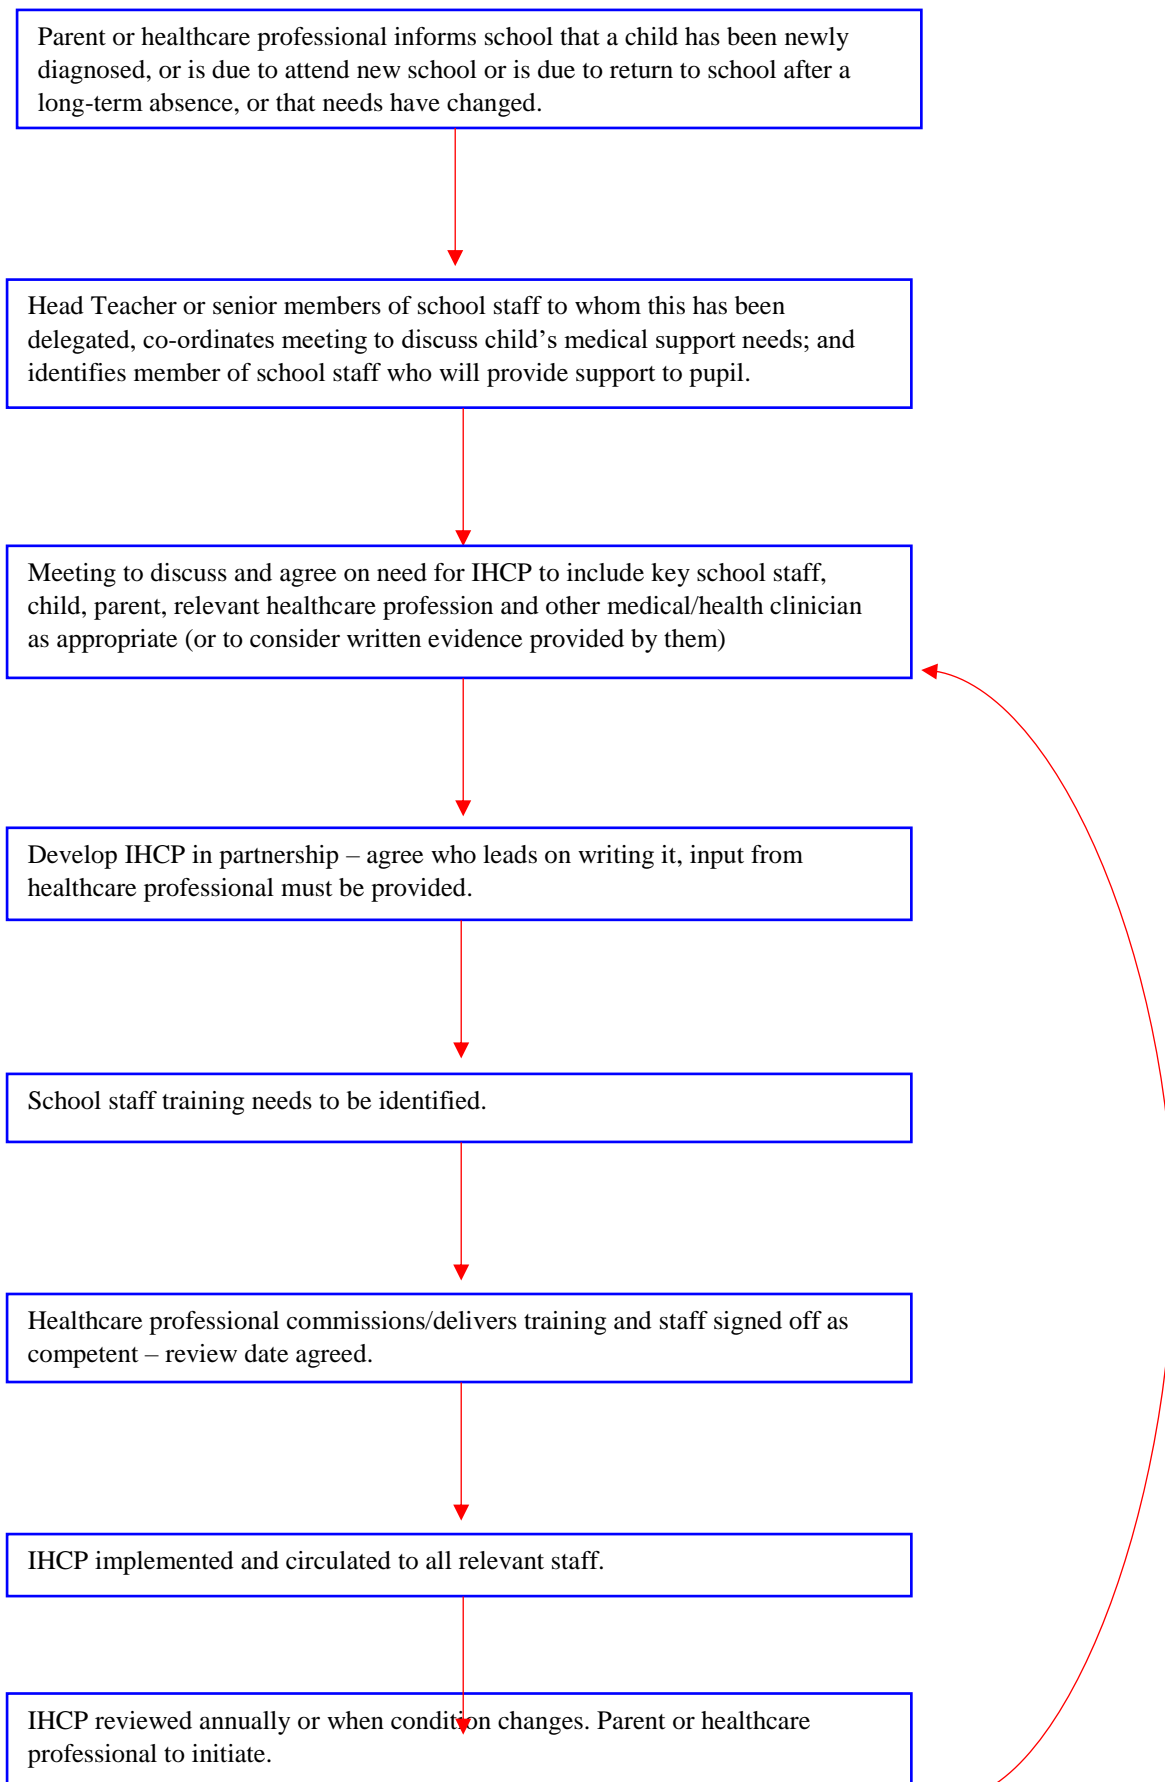 Parent or healthcare professional informs school that a child has been newly
diagnosed, or is due to attend new school or is due to return to school after a
long-term absence, or that needs have changed.
Head Teacher or senior members of school staff to whom this has been
delegated, co-ordinates meeting to discuss child’s medical support needs; and
identifies member of school staff who will provide support to pupil.
Meeting to discuss and agree on need for IHCP to include key school staff,
child, parent, relevant healthcare profession and other medical/health clinician
as appropriate (or to consider written evidence provided by them)
Develop IHCP in partnership – agree who leads on writing it, input from
healthcare professional must be provided.
School staff training needs to be identified.
Healthcare professional commissions/delivers training and staff signed off as
competent – review date agreed.
IHCP implemented and circulated to all relevant staff.
IHCP reviewed annually or when condition changes. Parent or healthcare
professional to initiate.